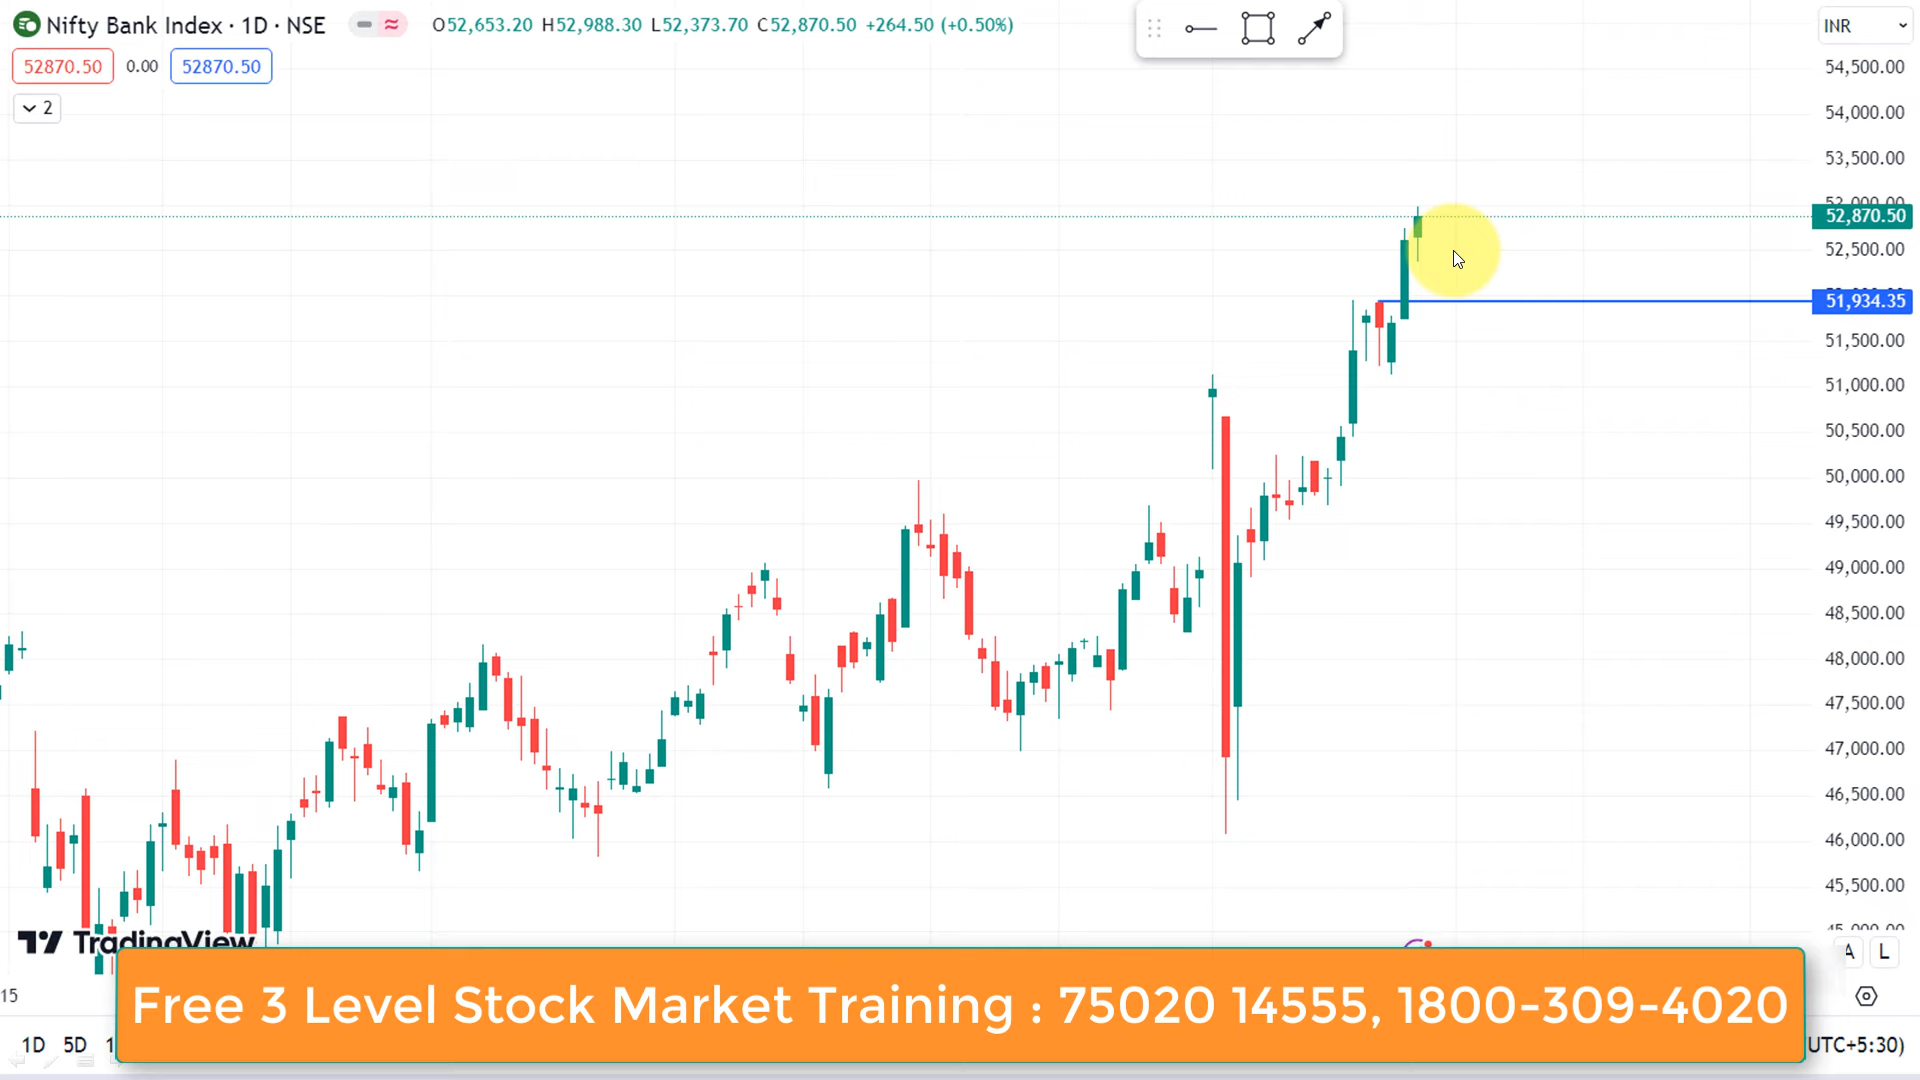 Nifty Bank Index · 1D · NSE
O52,653.20 H52,988.30 L52,373.70 C52,870.50 +264.50 (+0.50%)
INR
52870.50 0.00 52870.50
2
54,500.00
54,000.00
53,500.00
52,870.50
52,500.00
51,934.35
51,500.00
51,000.00
50,500.00
50,000.00
49,500.00
49,000.00
48,500.00
48,000.00
47,500.00
47,000.00
46,500.00
46,000.00
45,500.00
TradingView
A L
15
Free 3 Level Stock Market Training : 75020 14555, 1800-309-4020
1D 5D
UTC+5:30)